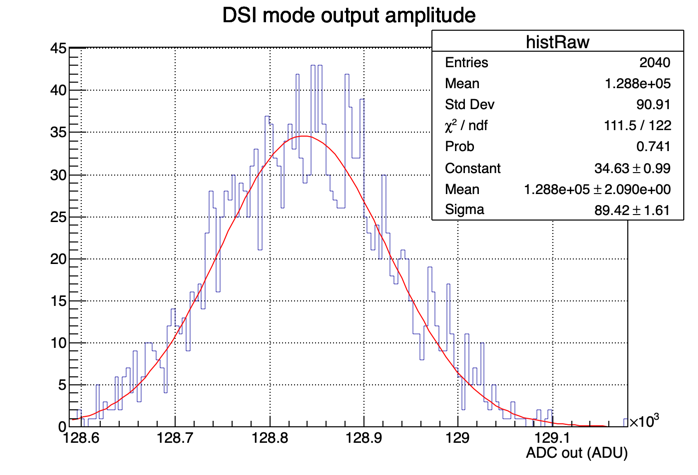 DSI mode output amplitude
histRaw
Entries 2040
Mean 1.288e+05
Std Dev 90.91
χ² / ndf 111.5 / 122
Prob 0.741
Constant 34.63 ± 0.99
Mean 1.288e+05 ± 2.090e+00
Sigma 89.42 ± 1.61
45
40
35
30
25
20
15
10
5
0
128.6 128.7 128.8 128.9 129 129.1
×10³
ADC out (ADU)